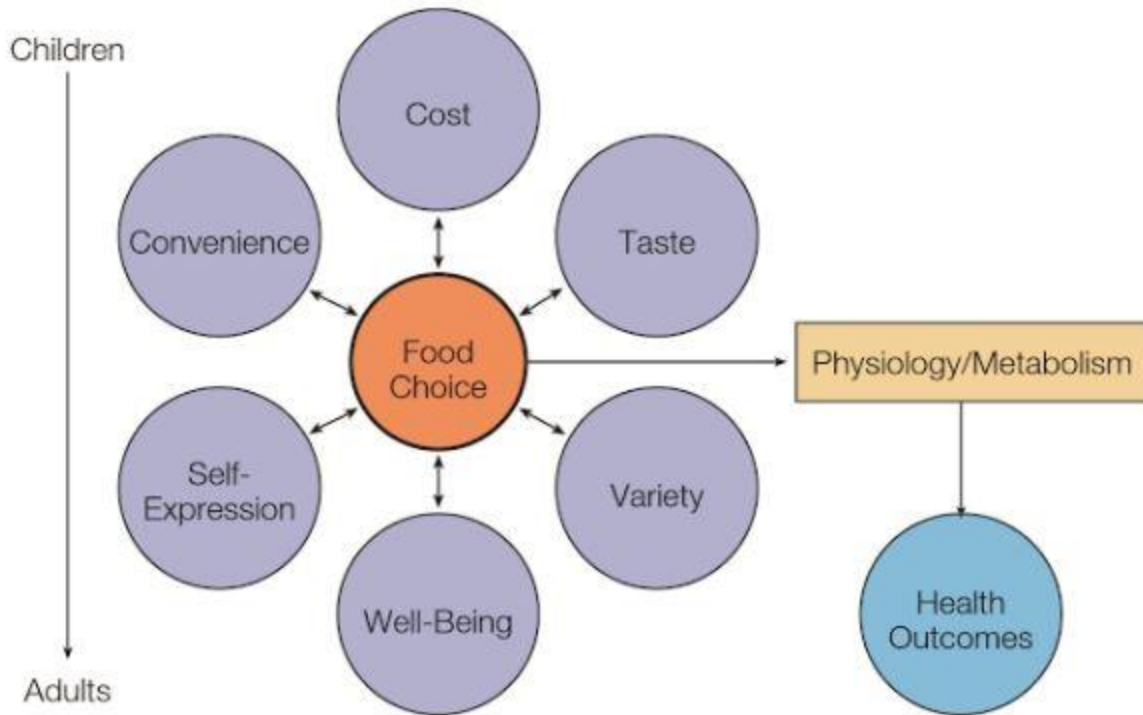 Children
Cost
Convenience
Taste
Food
Choice
Physiology/Metabolism
Self-
Expression
Variety
Well-Being
Health
Outcomes
Adults